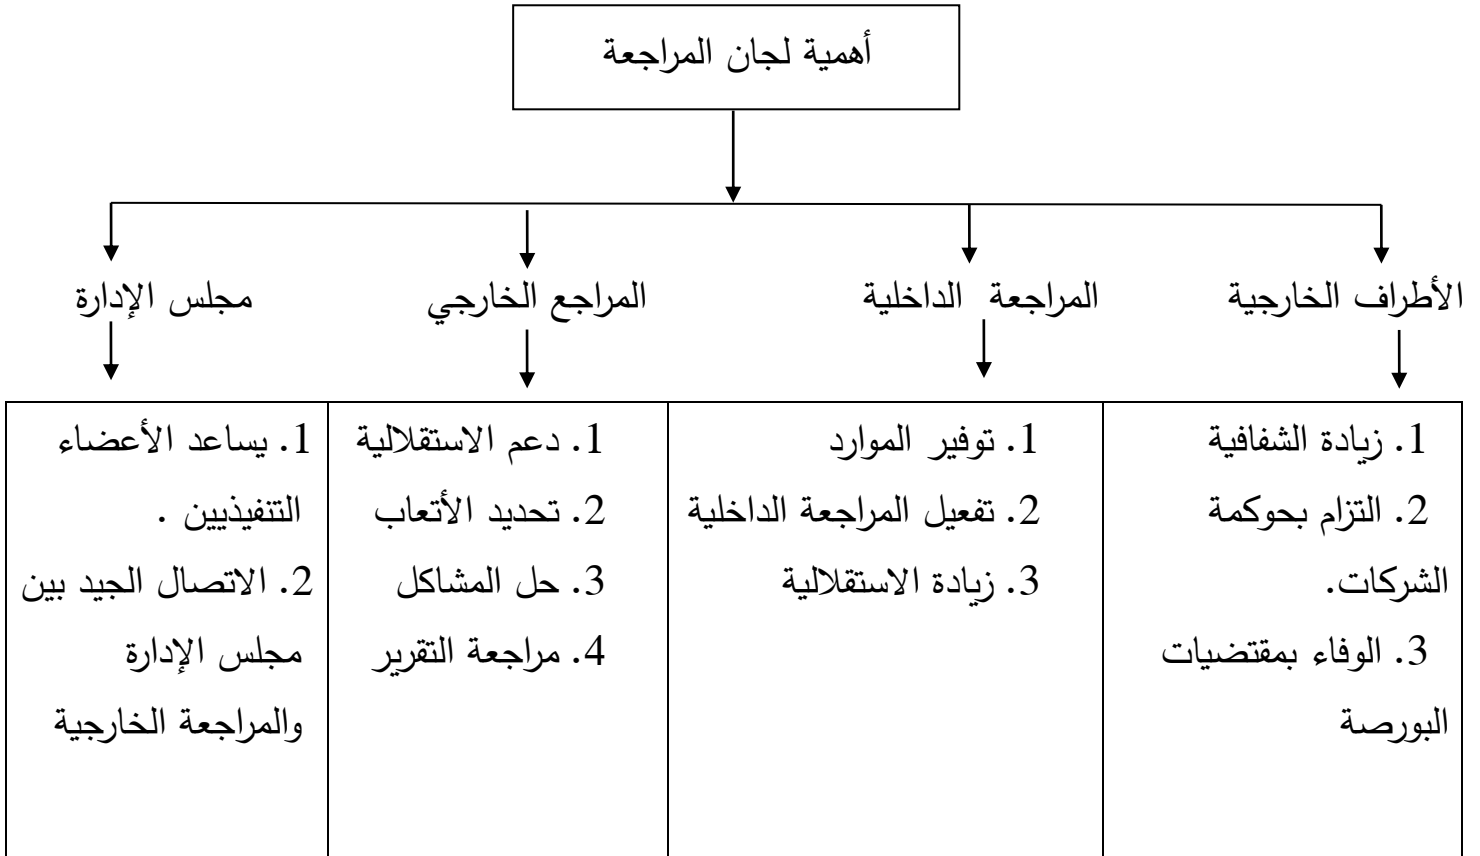 أهمية لجان المراجعة
الأطراف الخارجية
المراجعة الداخلية
المراجع الخارجي
مجلس الإدارة
1. زيادة الشفافية
2. التزام بحوكمة
الشركات.
3. الوفاء بمقتضيات
البورصة
1. توفير الموارد
2. تفعيل المراجعة الداخلية
3. زيادة الاستقلالية
1. دعم الاستقلالية
2. تحديد الأتعاب
3. حل المشاكل
4. مراجعة التقرير
1. يساعد الأعضاء
التنفيذيين .
2. الاتصال الجيد بين
مجلس الإدارة
والمراجعة الخارجية